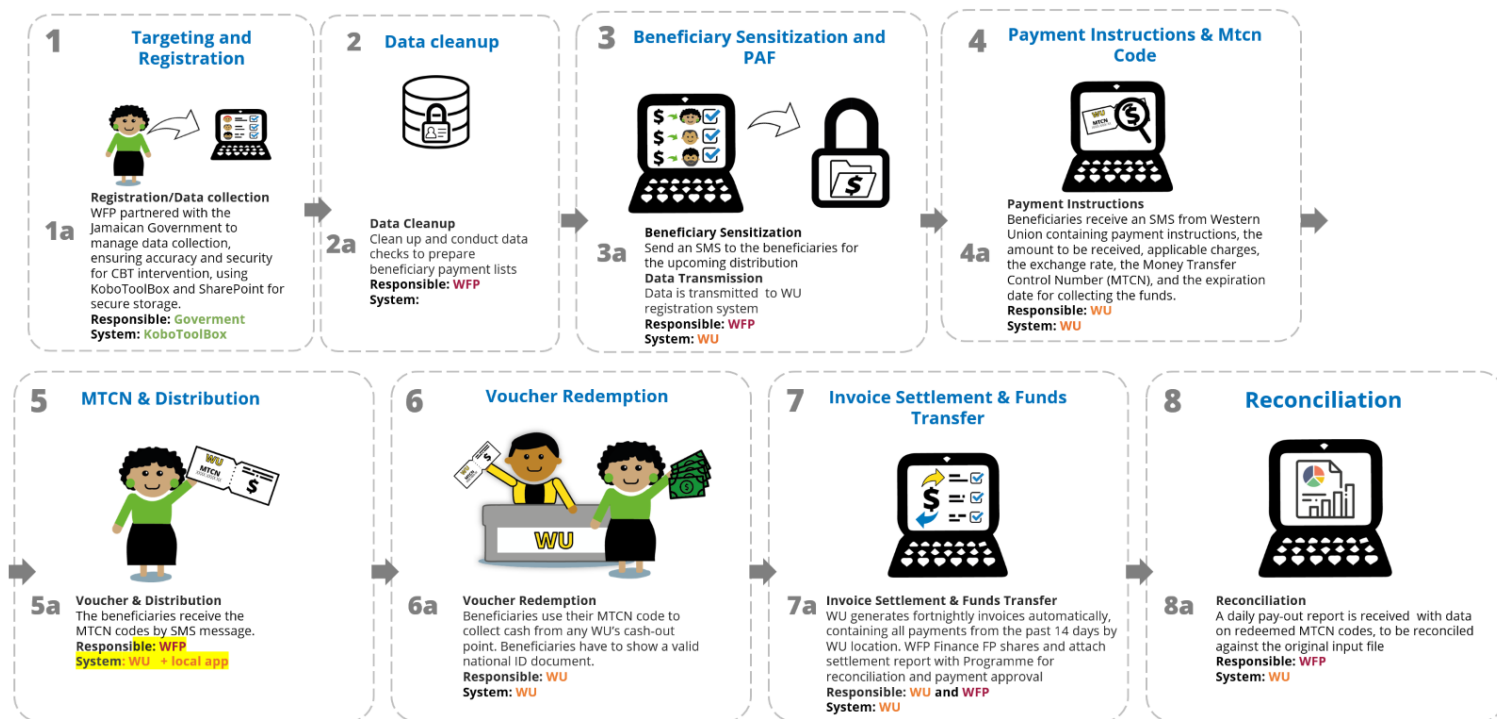 1
Targeting and
Registration
1a
Registration/Data collection
WFP partnered with the
Jamaican Government to
manage data collection,
ensuring accuracy and security
for CBT intervention, using
KoboToolBox and SharePoint for
secure storage.
Responsible: Goverment
System: KoboToolBox
2
Data cleanup
2a
Data Cleanup
Clean up and conduct data
checks to prepare
beneficiary payment lists
Responsible: WFP
System:
3
Beneficiary Sensitization and
PAF
$
$
$
$
3a
Beneficiary Sensitization
Send an SMS to the beneficiaries for
the upcoming distribution
Data Transmission
Data is transmitted to WU
registration system
Responsible: WFP
System: WU
4
Payment Instructions & Mtcn
Code
WU
MTCN
$
4a
Payment Instructions
Beneficiaries receive an SMS from Western
Union containing payment instructions, the
amount to be received, applicable charges,
the exchange rate, the Money Transfer
Control Number (MTCN), and the expiration
date for collecting the funds.
Responsible: WU
System: WU
5
MTCN & Distribution
WU
MTCN
$
5a
Voucher & Distribution
The beneficiaries receive the
MTCN codes by SMS message.
Responsible: WFP
System: WU + local app
6
Voucher Redemption
WU
MTCN
$
$
WU
6a
Voucher Redemption
Beneficiaries use their MTCN code to
collect cash from any WU's cash-out
point. Beneficiaries have to show a valid
national ID document.
Responsible: WU
System: WU
7
Invoice Settlement & Funds
Transfer
$
7a
Invoice Settlement & Funds Transfer
WU generates fortnightly invoices automatically,
containing all payments from the past 14 days by
WU location. WFP Finance FP shares and attach
settlement report with Programme for
reconciliation and payment approval
Responsible: WU and WFP
System: WU
8
Reconciliation
8a
Reconciliation
A daily pay-out report is received with data
on redeemed MTCN codes, to be reconciled
against the original input file
Responsible: WFP
System: WU